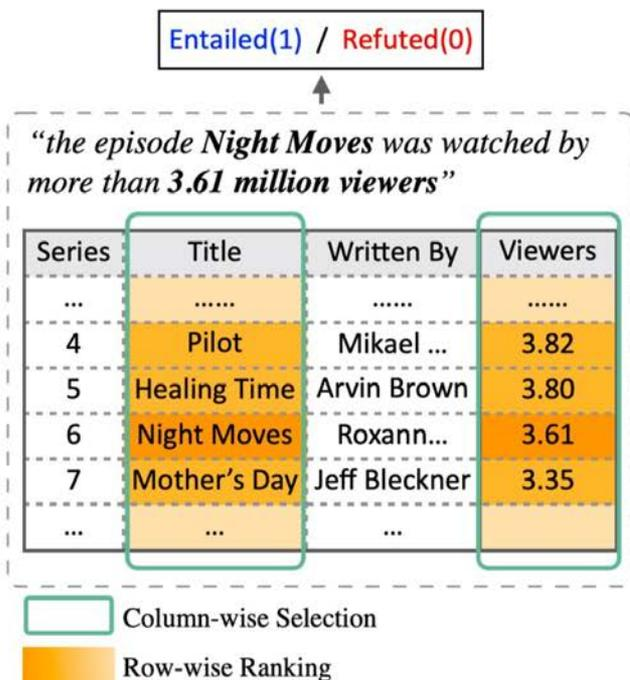 Entailed(1) / Refuted(0)
“the episode Night Moves was watched by
more than 3.61 million viewers”
Series Title Written By Viewers
... ...... ...... ......
4 Pilot Mikael ... 3.82
5 Healing Time Arvin Brown 3.80
6 Night Moves Roxann... 3.61
7 Mother’s Day Jeff Bleckner 3.35
... ... ...
Column-wise Selection
Row-wise Ranking